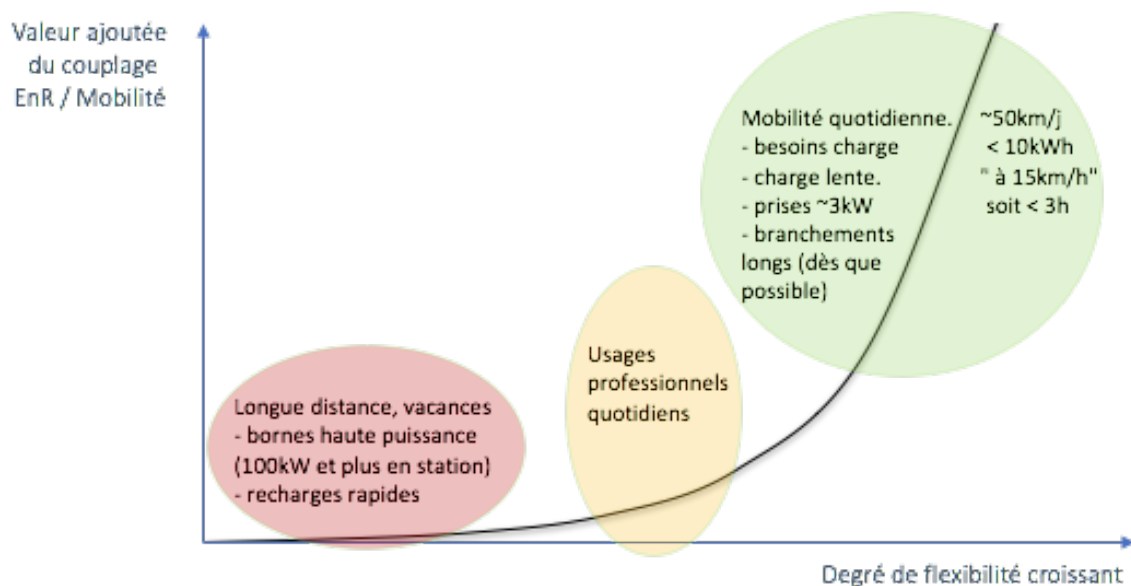 Valeur ajoutée
du couplage
EnR / Mobilité
Mobilité quotidienne.
- besoins charge
- charge lente.
- prises ~3kW
- branchements
longs (dès que
possible)
~50km/j
< 10kWh
" à 15km/h"
soit < 3h
Usages
professionnels
quotidiens
Longue distance, vacances
- bornes haute puissance
(100kW et plus en station)
- recharges rapides
Degré de flexibilité croissant